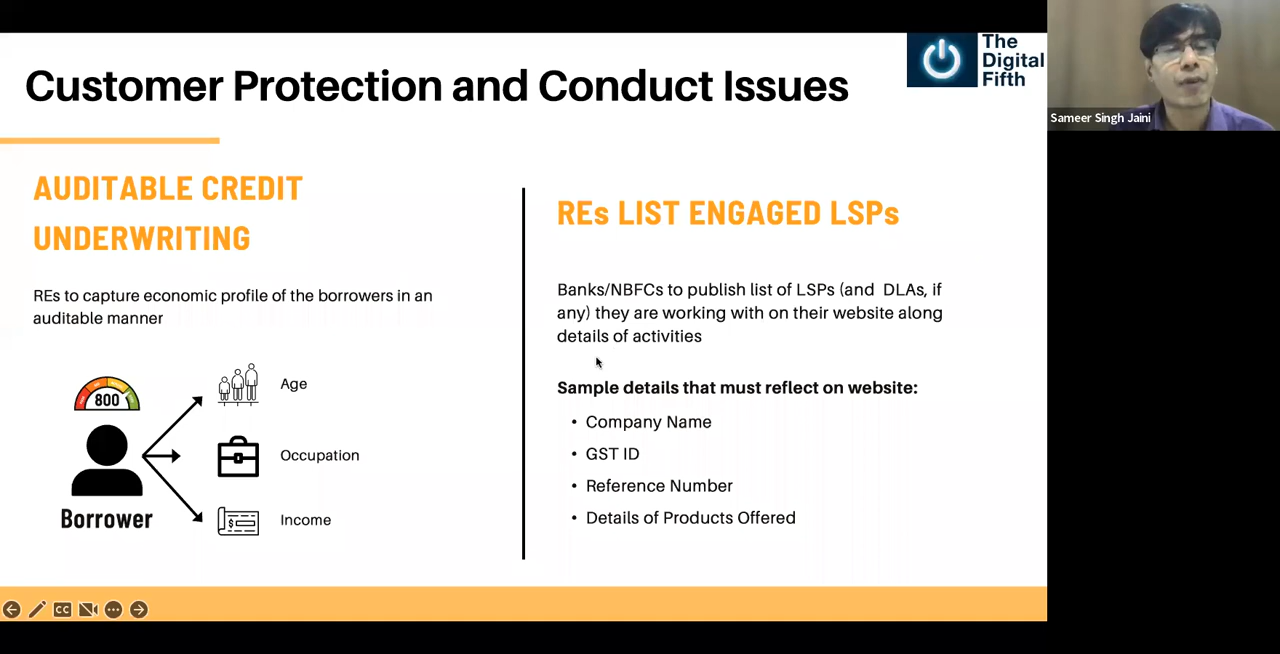 Customer Protection and Conduct Issues
The
Digital
Fifth
Sameer Singh Jaini
AUDITABLE CREDIT
UNDERWRITING
REs to capture economic profile of the borrowers in an
auditable manner
800
Borrower
Age
Occupation
Income
REs LIST ENGAGED LSPs
Banks/NBFCs to publish list of LSPs (and DLAs, if
any) they are working with on their website along
details of activities
Sample details that must reflect on website:
• Company Name
• GST ID
• Reference Number
• Details of Products Offered
CC